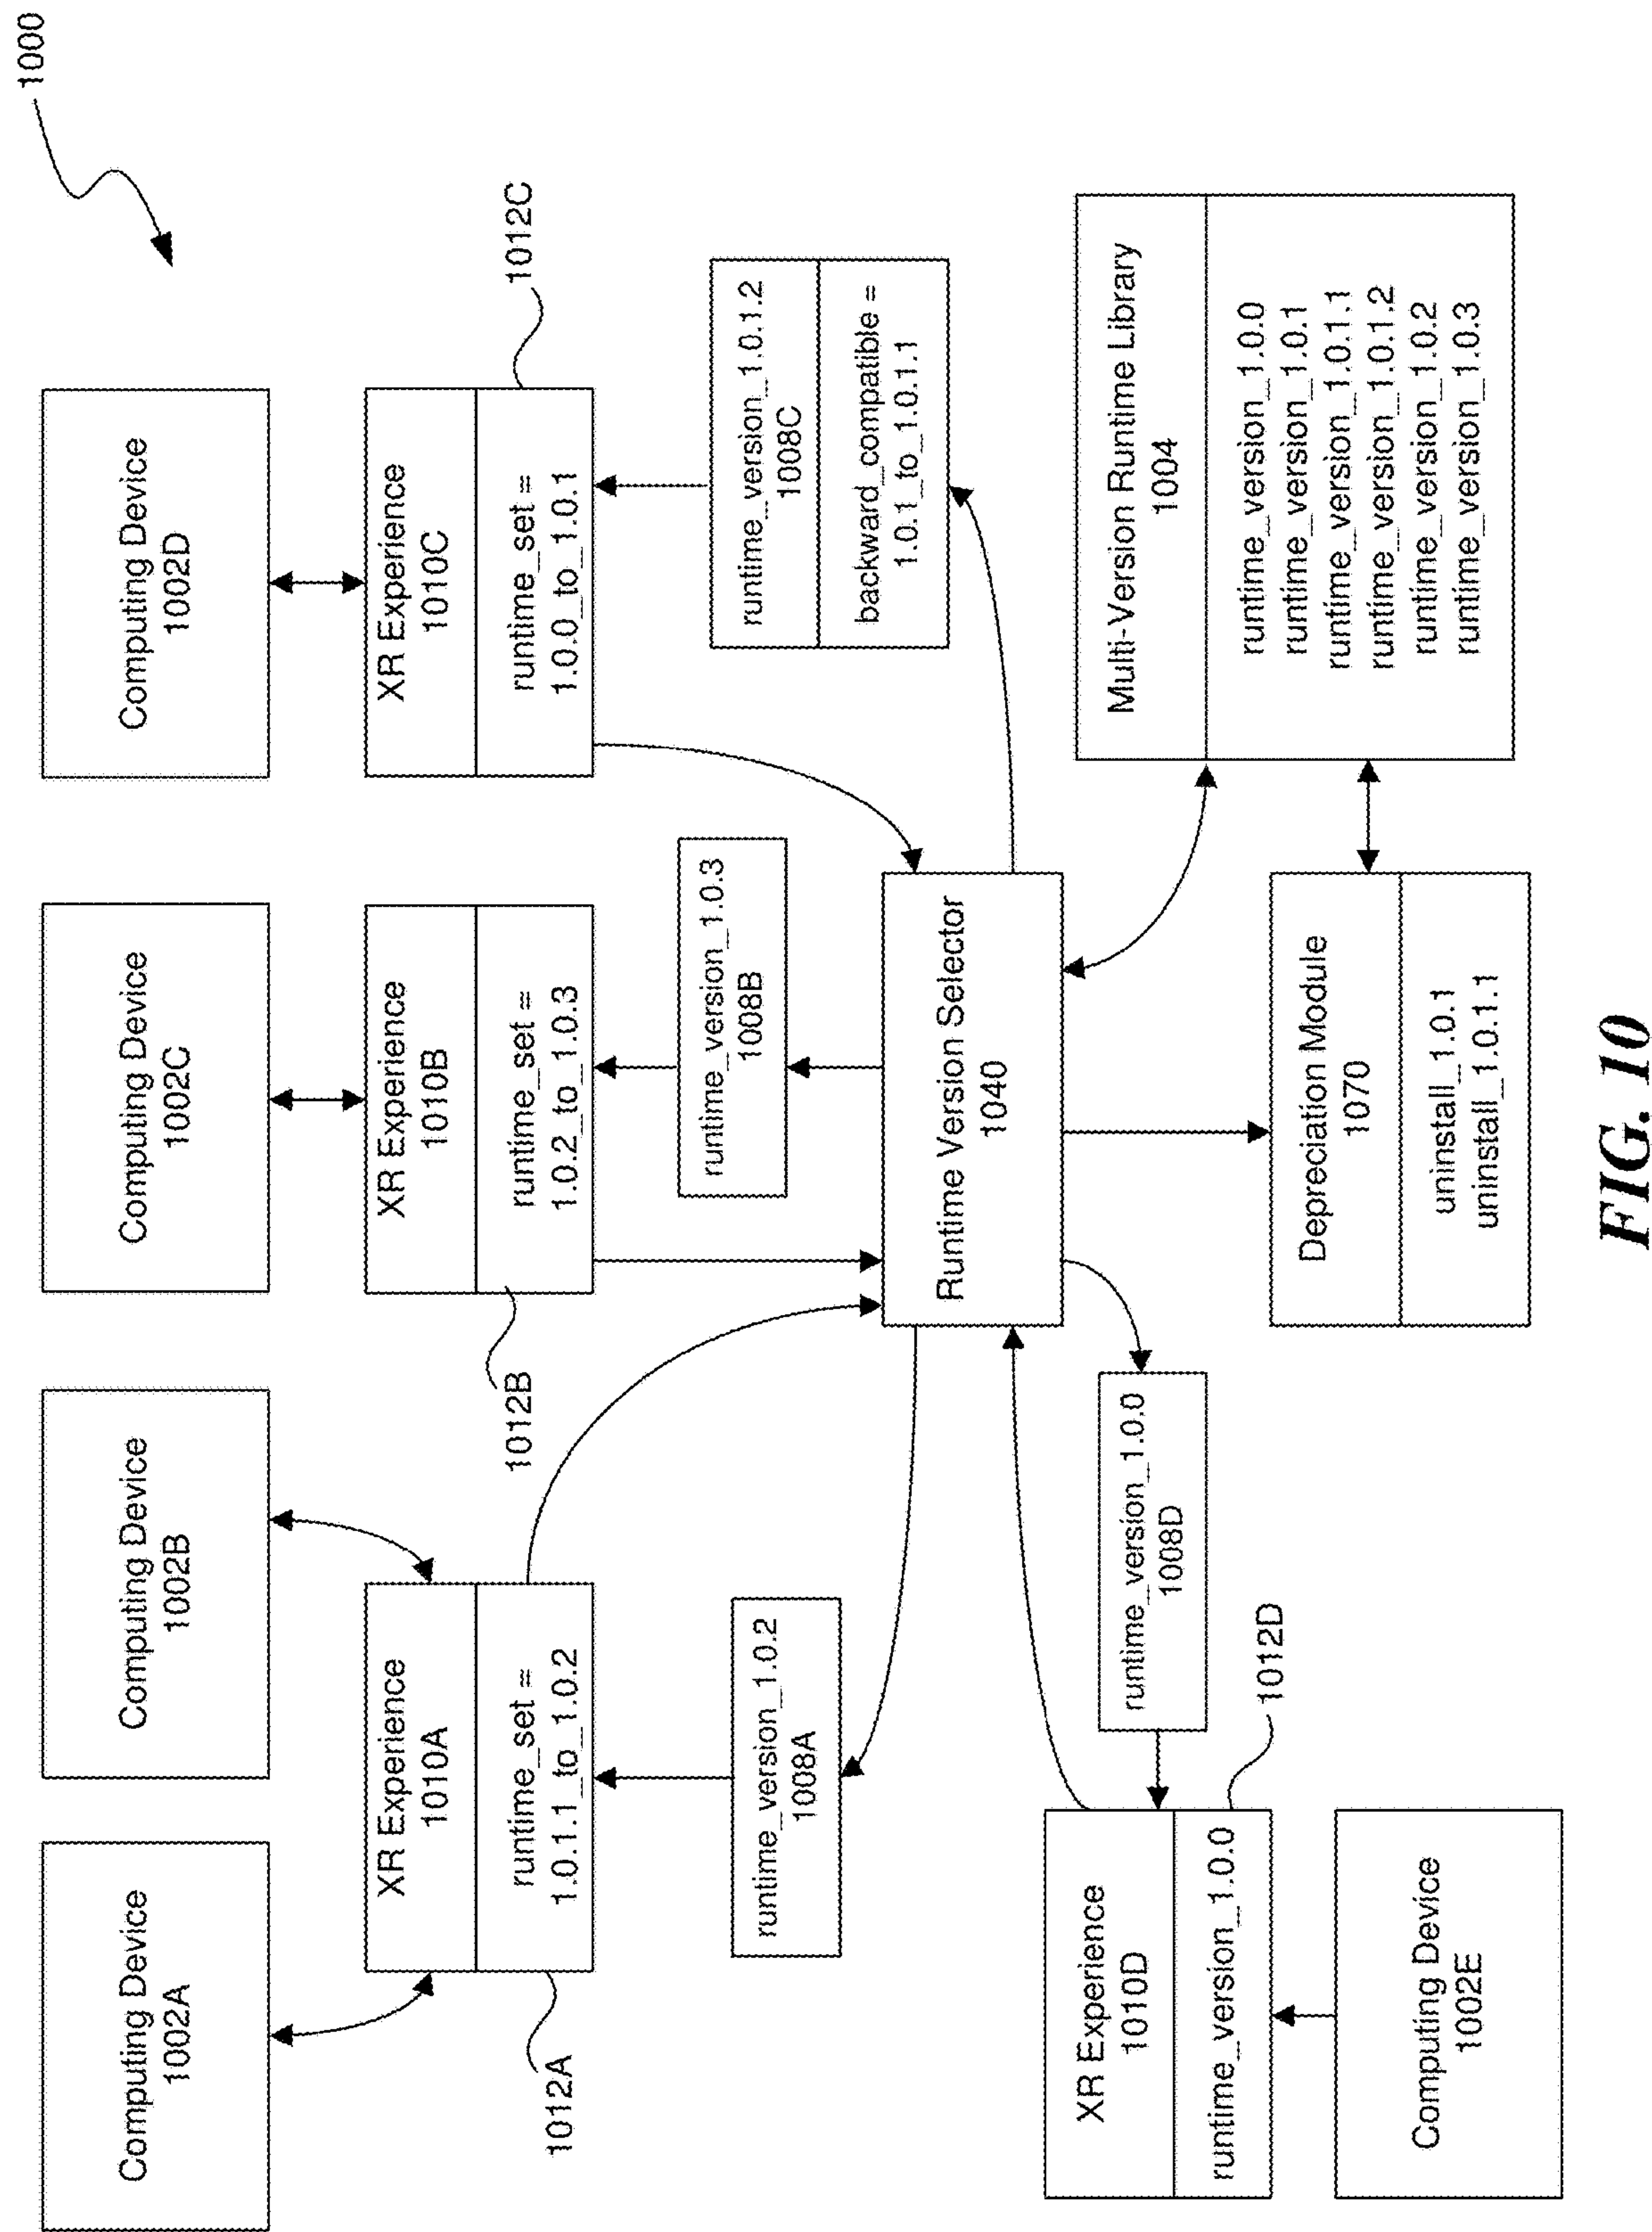 1000
Computing Device
1002A
Computing Device
1002B
Computing Device
1002C
Computing Device
1002D
XR Experience
1010A
runtime_set =
1.0.1.1_to_1.0.2
1012A
XR Experience
1010B
runtime_set =
1.0.2_to_1.0.3
1012B
XR Experience
1010C
runtime_set =
1.0.0_to_1.0.1
1012C
runtime_version_1.0.2
1008A
runtime_version_1.0.3
1008B
runtime_version_1.0.1.2
1008C
backward_compatible =
1.0.1_to_1.0.1.1
Runtime Version Selector
1040
XR Experience
1010D
runtime_version_1.0.0
1012D
runtime_version_1.0.0
1008D
Computing Device
1002E
Depreciation Module
1070
uninstall_1.0.1
uninstall_1.0.1.1
Multi-Version Runtime Library
1004
runtime_version_1.0.0
runtime_version_1.0.1
runtime_version_1.0.1.1
runtime_version_1.0.1.2
runtime_version_1.0.2
runtime_version_1.0.3
FIG. 10